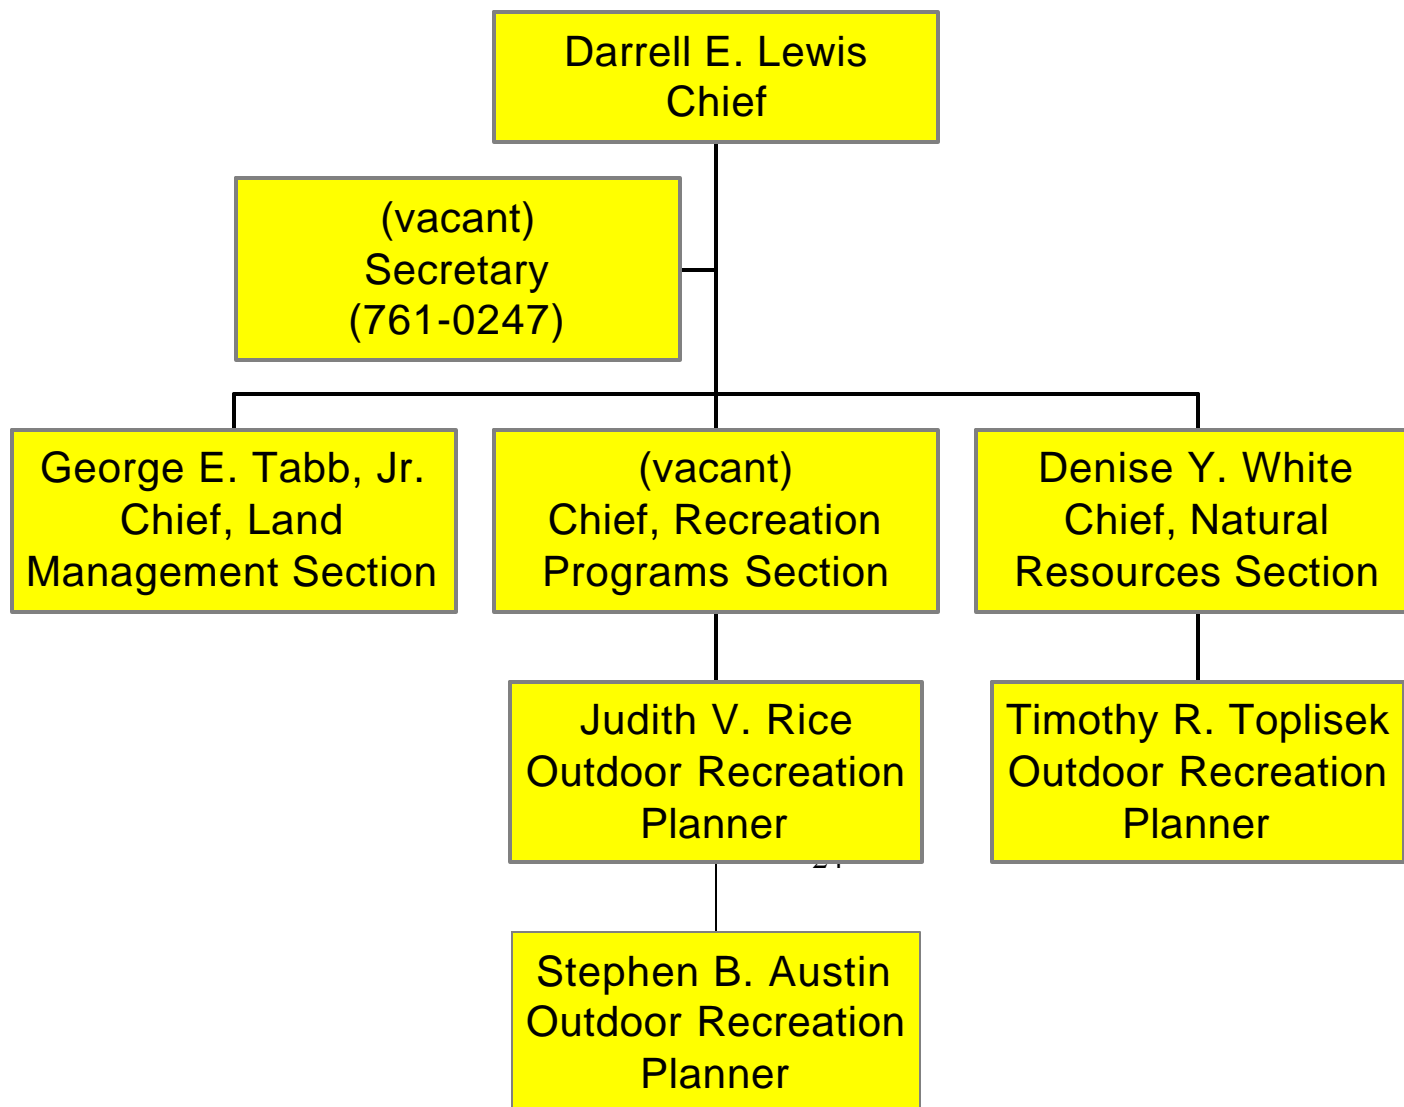 Darrell E. Lewis
Chief
(vacant)
Secretary
(761-0247)
George E. Tabb, Jr.
Chief, Land
Management Section
(vacant)
Chief, Recreation
Programs Section
Denise Y. White
Chief, Natural
Resources Section
Judith V. Rice
Outdoor Recreation
Planner
Timothy R. Toplisek
Outdoor Recreation
Planner
Stephen B. Austin
Outdoor Recreation
Planner